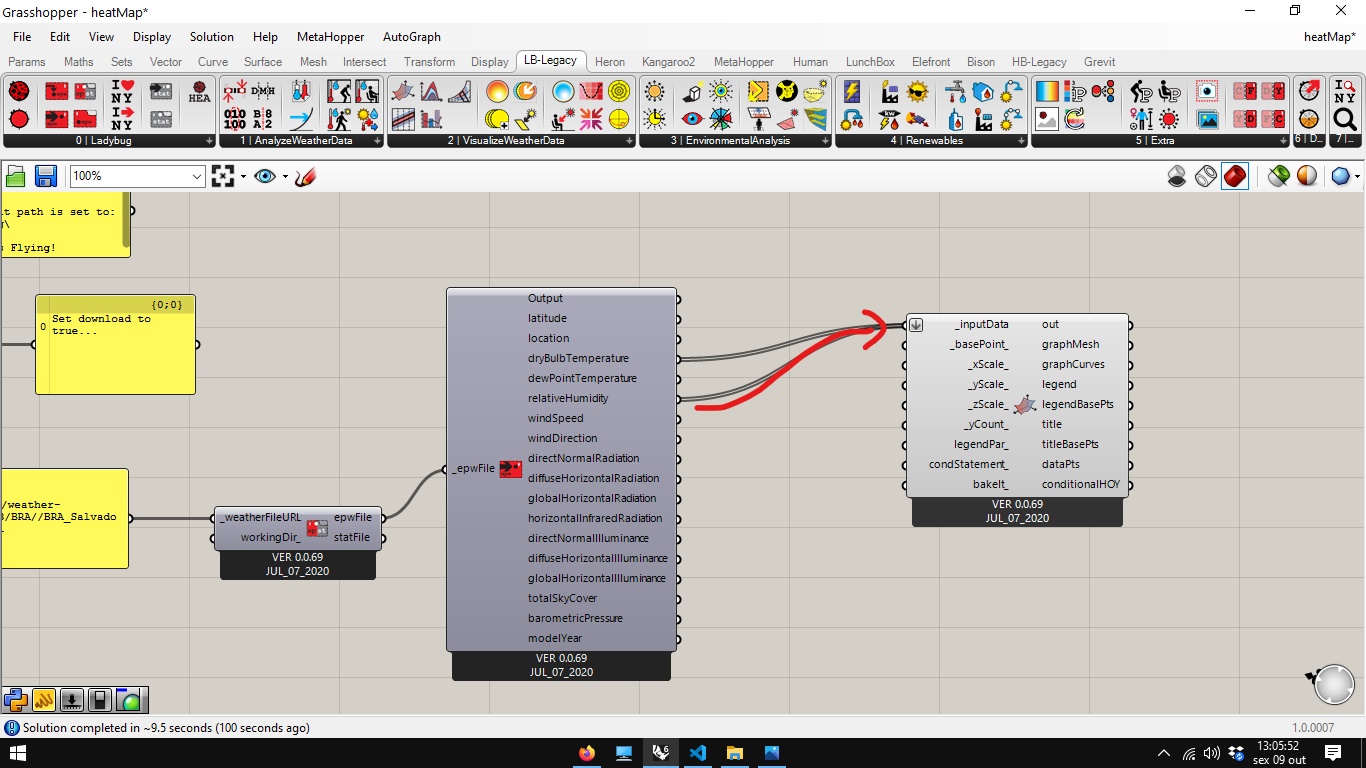 Grasshopper - heatMap*
File Edit View Display Solution Help MetaHopper AutoGraph heatMap*
Params Maths Sets Vector Curve Surface Mesh Intersect Transform Display LB-Legacy Heron Kangaroo2 MetaHopper Human LunchBox Elefront Bison HB-Legacy Grevit
0 | Ladybug 1 | AnalyzeWeatherData 2 | VisualizeWeatherData 3 | EnvironmentalAnalysis 4 | Renewables 5 | Extra 6 | D... 7 |...
100%
t path is set to:
\
Flying!
{0;0}
0 Set download to
true...
/weather-
/BRA//BRA_Salvado
_weatherFileURL epwFile
workingDir_ statFile
VER 0.0.69
JUL_07_2020
_epwFile
Output
latitude
location
dryBulbTemperature
dewPointTemperature
relativeHumidity
windSpeed
windDirection
directNormalRadiation
diffuseHorizontalRadiation
globalHorizontalRadiation
horizontalInfraredRadiation
directNormalIlluminance
diffuseHorizontalIlluminance
globalHorizontalIlluminance
totalSkyCover
barometricPressure
modelYear
VER 0.0.69
JUL_07_2020
_inputData out
_basePoint_ graphMesh
_xScale_ graphCurves
_yScale_ legend
_zScale_ legendBasePts
_yCount_ title
legendPar_ titleBasePts
condStatement_ dataPts
bakeIt_ conditionalHOY
VER 0.0.69
JUL_07_2020
Solution completed in ~9.5 seconds (100 seconds ago) 1.0.0007
13:05:52
sex 09 out